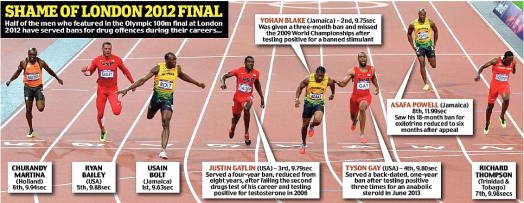 SHAME OF LONDON 2012 FINAL
Half of the men who featured in the Olympic 100m final at London
2012 have served bans for drug offences during their careers...
YOHAN BLAKE (Jamaica) – 2nd, 9.75sec
Was given a three-month ban and missed
the 2009 World Championships after
testing positive for a banned stimulant
BAILEY
BOLT
GATLIN
BLAKE
GAY
ASAFA POWELL (Jamaica)
8th, 11.99sec
Saw his 18-month ban for
oxilofrine reduced to six
months after appeal
CHURANDY
MARTINA
(Holland)
6th, 9.94sec
RYAN
BAILEY
(USA)
5th, 9.88sec
USAIN
BOLT
(Jamaica)
1st, 9.63sec
JUSTIN GATLIN (USA) – 3rd, 9.79sec
Served a four-year ban, reduced from
eight years, after failing the second
drugs test of his career and testing
positive for testosterone in 2006
TYSON GAY (USA) – 4th, 9.80sec
Served a back-dated, one-year
ban after testing positive
three times for an anabolic
steroid in June 2013
RICHARD
THOMPSON
(Trinidad &
Tobago)
7th, 9.98secs